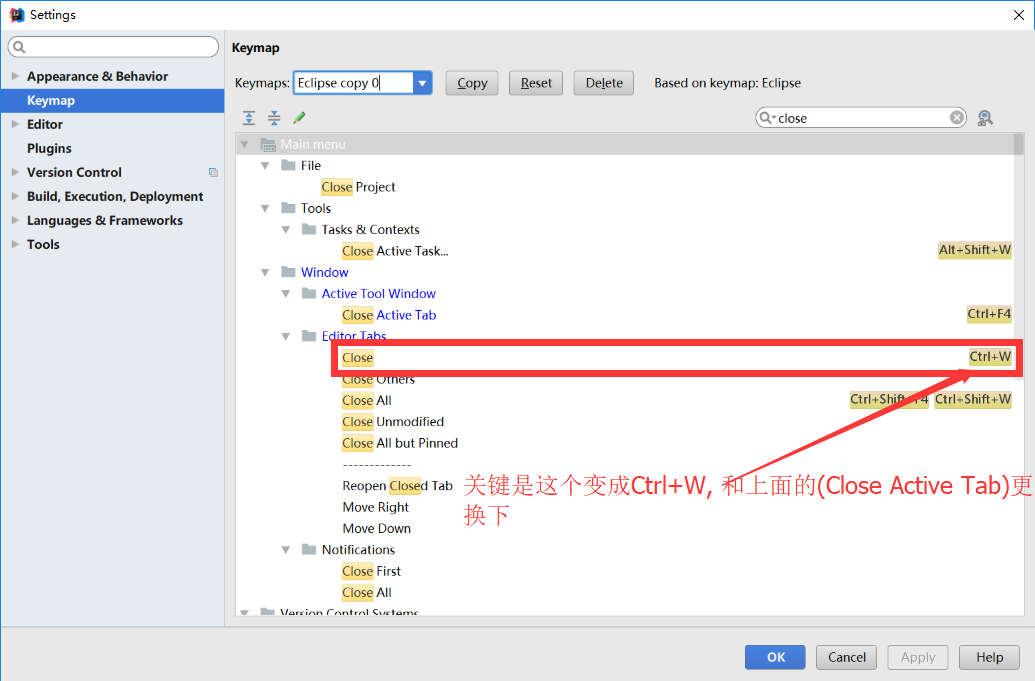 Settings
Keymap
Appearance & Behavior
Keymap
Editor
Plugins
Version Control
Build, Execution, Deployment
Languages & Frameworks
Tools
Keymaps: Eclipse copy 0 Copy Reset Delete Based on keymap: Eclipse
close
Main menu
File
Close Project
Tools
Tasks & Contexts
Close Active Task... Alt+Shift+W
Window
Active Tool Window
Close Active Tab Ctrl+F4
Editor Tabs
Close Ctrl+W
Close Others
Close All Ctrl+Shift+F4 Ctrl+Shift+W
Close Unmodified
Close All but Pinned
-------------
Reopen Closed Tab
Move Right
Move Down
关键是这个变成Ctrl+W, 和上面的(Close Active Tab)更
换下
Notifications
Close First
Close All
Version Control Systems
OK Cancel Apply Help